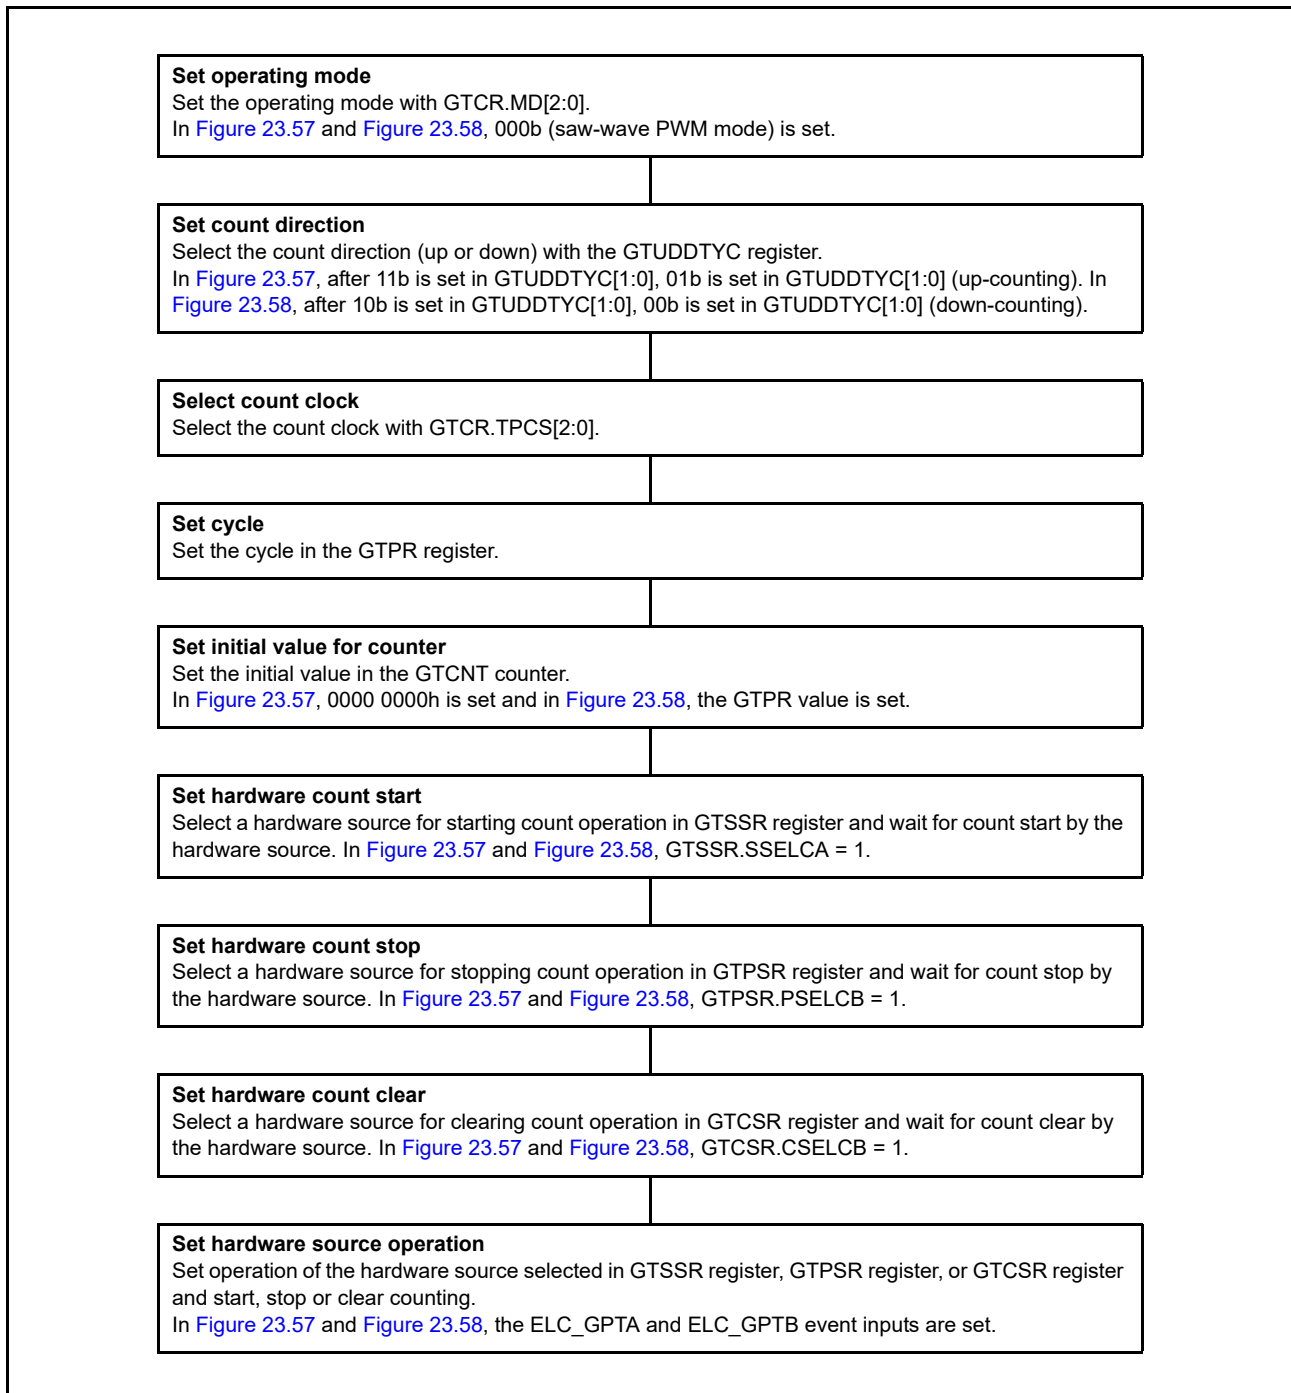 Set operating mode
Set the operating mode with GTCR.MD[2:0].
In Figure 23.57 and Figure 23.58, 000b (saw-wave PWM mode) is set.
Set count direction
Select the count direction (up or down) with the GTUDDTYC register.
In Figure 23.57, after 11b is set in GTUDDTYC[1:0], 01b is set in GTUDDTYC[1:0] (up-counting). In
Figure 23.58, after 10b is set in GTUDDTYC[1:0], 00b is set in GTUDDTYC[1:0] (down-counting).
Select count clock
Select the count clock with GTCR.TPCS[2:0].
Set cycle
Set the cycle in the GTPR register.
Set initial value for counter
Set the initial value in the GTCNT counter.
In Figure 23.57, 0000 0000h is set and in Figure 23.58, the GTPR value is set.
Set hardware count start
Select a hardware source for starting count operation in GTSSR register and wait for count start by the
hardware source. In Figure 23.57 and Figure 23.58, GTSSR.SSELCA = 1.
Set hardware count stop
Select a hardware source for stopping count operation in GTPSR register and wait for count stop by
the hardware source. In Figure 23.57 and Figure 23.58, GTPSR.PSELCB = 1.
Set hardware count clear
Select a hardware source for clearing count operation in GTCSR register and wait for count clear by
the hardware source. In Figure 23.57 and Figure 23.58, GTCSR.CSELCB = 1.
Set hardware source operation
Set operation of the hardware source selected in GTSSR register, GTPSR register, or GTCSR register
and start, stop or clear counting.
In Figure 23.57 and Figure 23.58, the ELC_GPTA and ELC_GPTB event inputs are set.